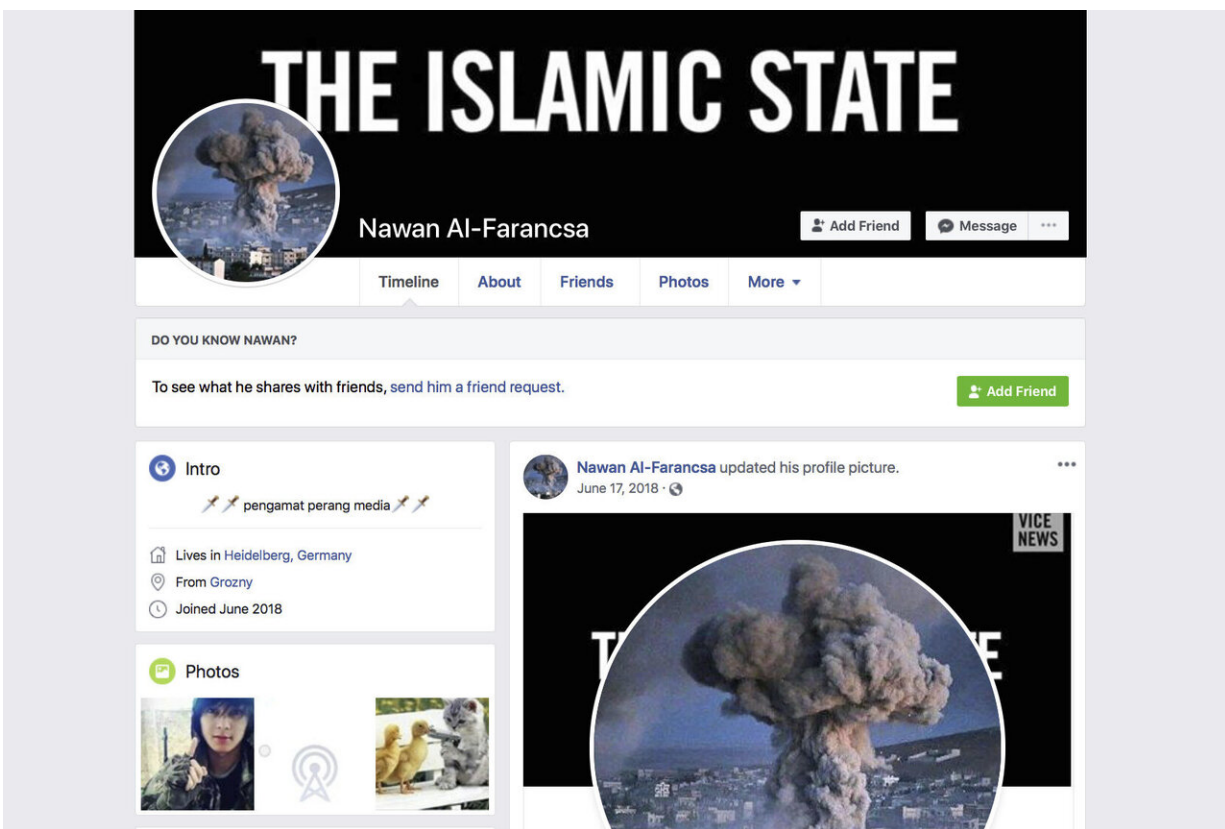 THE ISLAMIC STATE
Nawan Al-Farancsa
Add Friend
Message
Timeline
About
Friends
Photos
More
DO YOU KNOW NAWAN?
To see what he shares with friends, send him a friend request.
Add Friend
Intro
pengamat perang media
Lives in Heidelberg, Germany
From Grozny
Joined June 2018
Photos
Nawan Al-Farancsa updated his profile picture.
June 17, 2018
VICE
NEWS
T
E